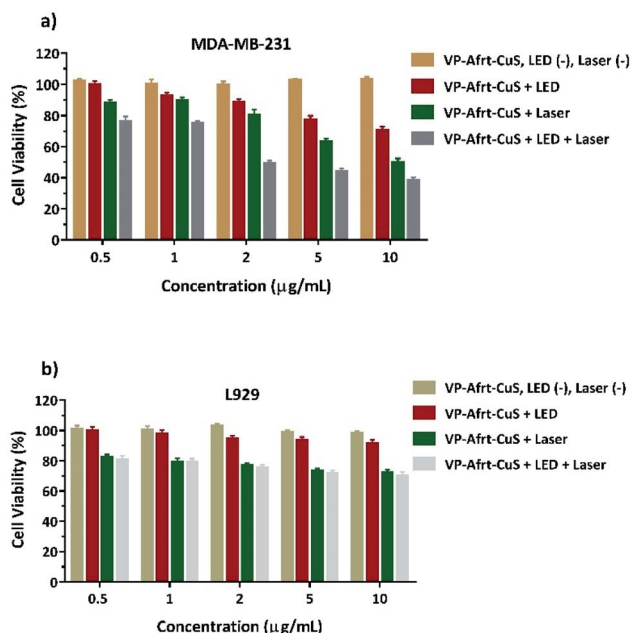 a)
MDA-MB-231
VP-Afrt-CuS, LED (-), Laser (-)
VP-Afrt-CuS + LED
VP-Afrt-CuS + Laser
VP-Afrt-CuS + LED + Laser
Cell Viability (%)
120
100
80
60
40
20
0
0.5 1 2 5 10
Concentration (μg/mL)
b)
L929
VP-Afrt-CuS, LED (-), Laser (-)
VP-Afrt-CuS + LED
VP-Afrt-CuS + Laser
VP-Afrt-CuS + LED + Laser
Cell Viability (%)
120
100
80
60
40
20
0
0.5 1 2 5 10
Concentration (μg/mL)